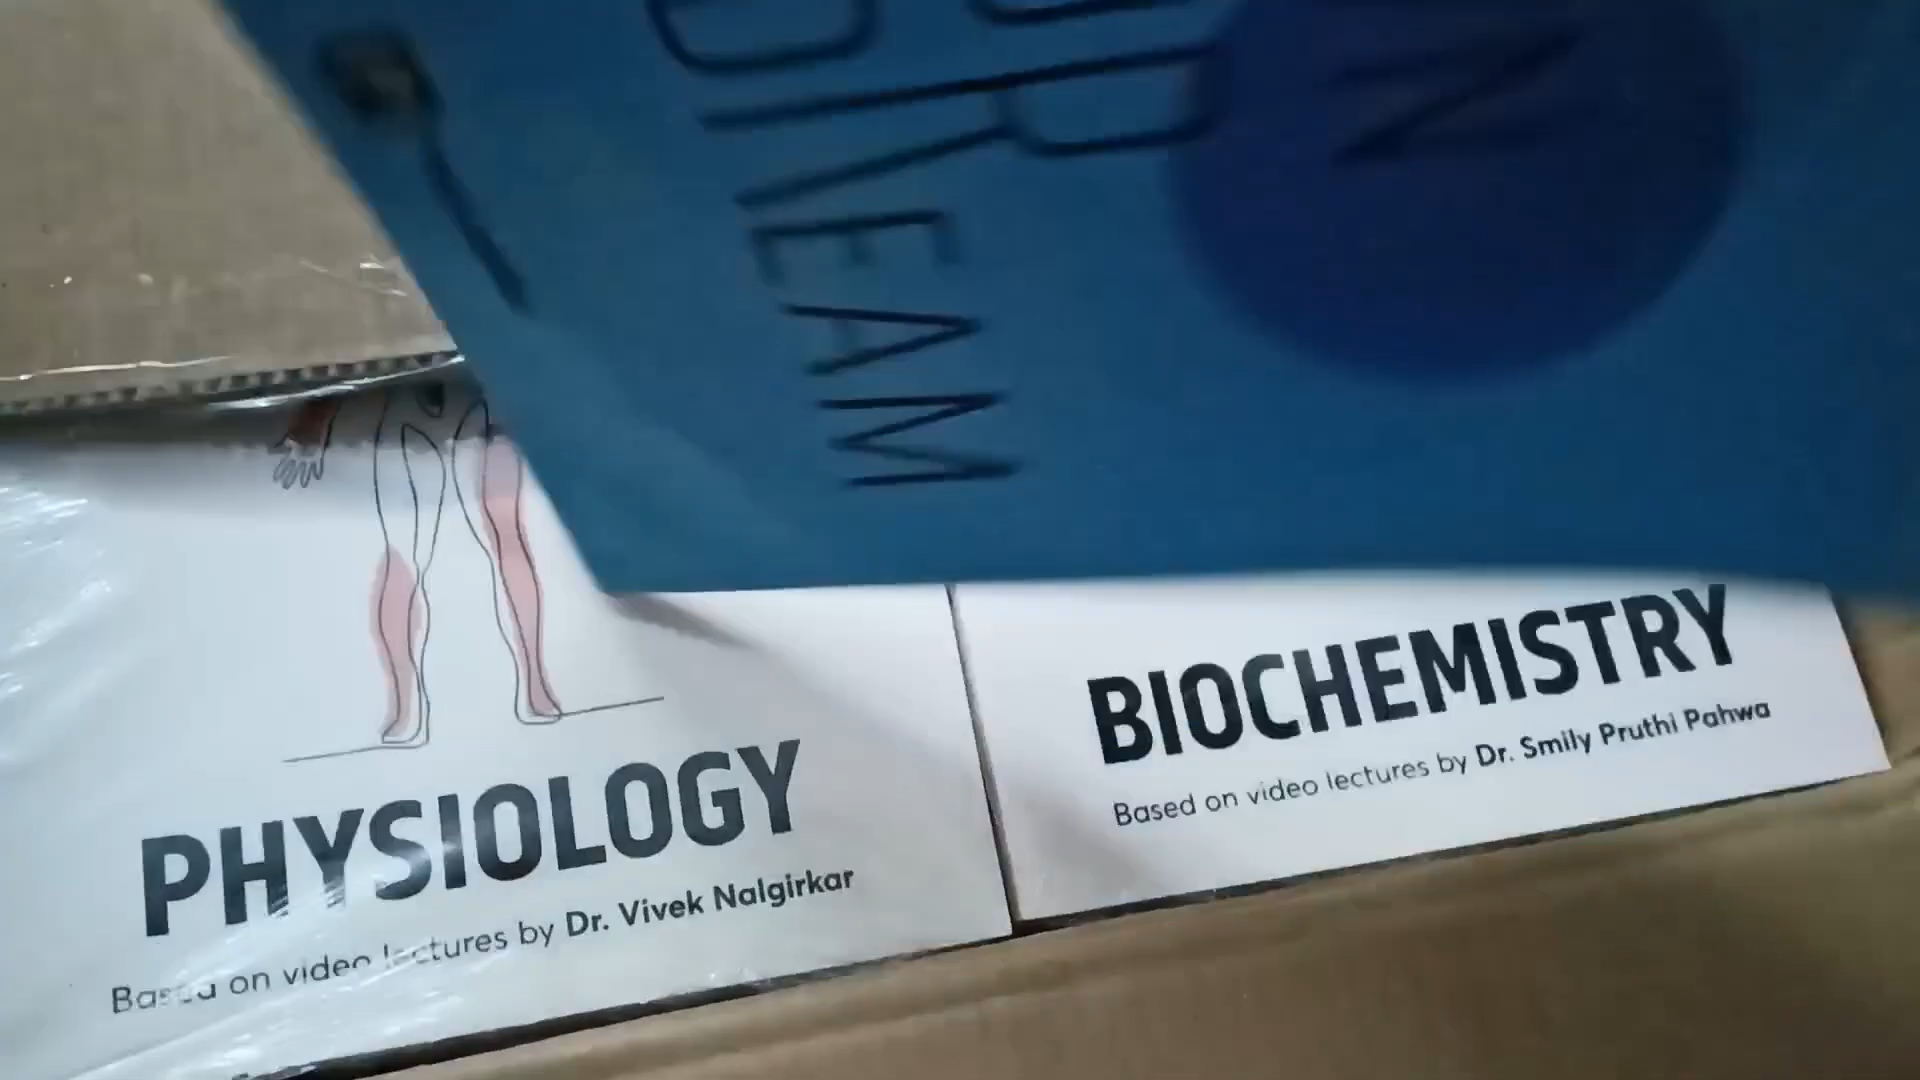 DREAM
PHYSIOLOGY
Based on video lectures by Dr. Vivek Nalgirkar
BIOCHEMISTRY
Based on video lectures by Dr. Smily Pruthi Pahwa